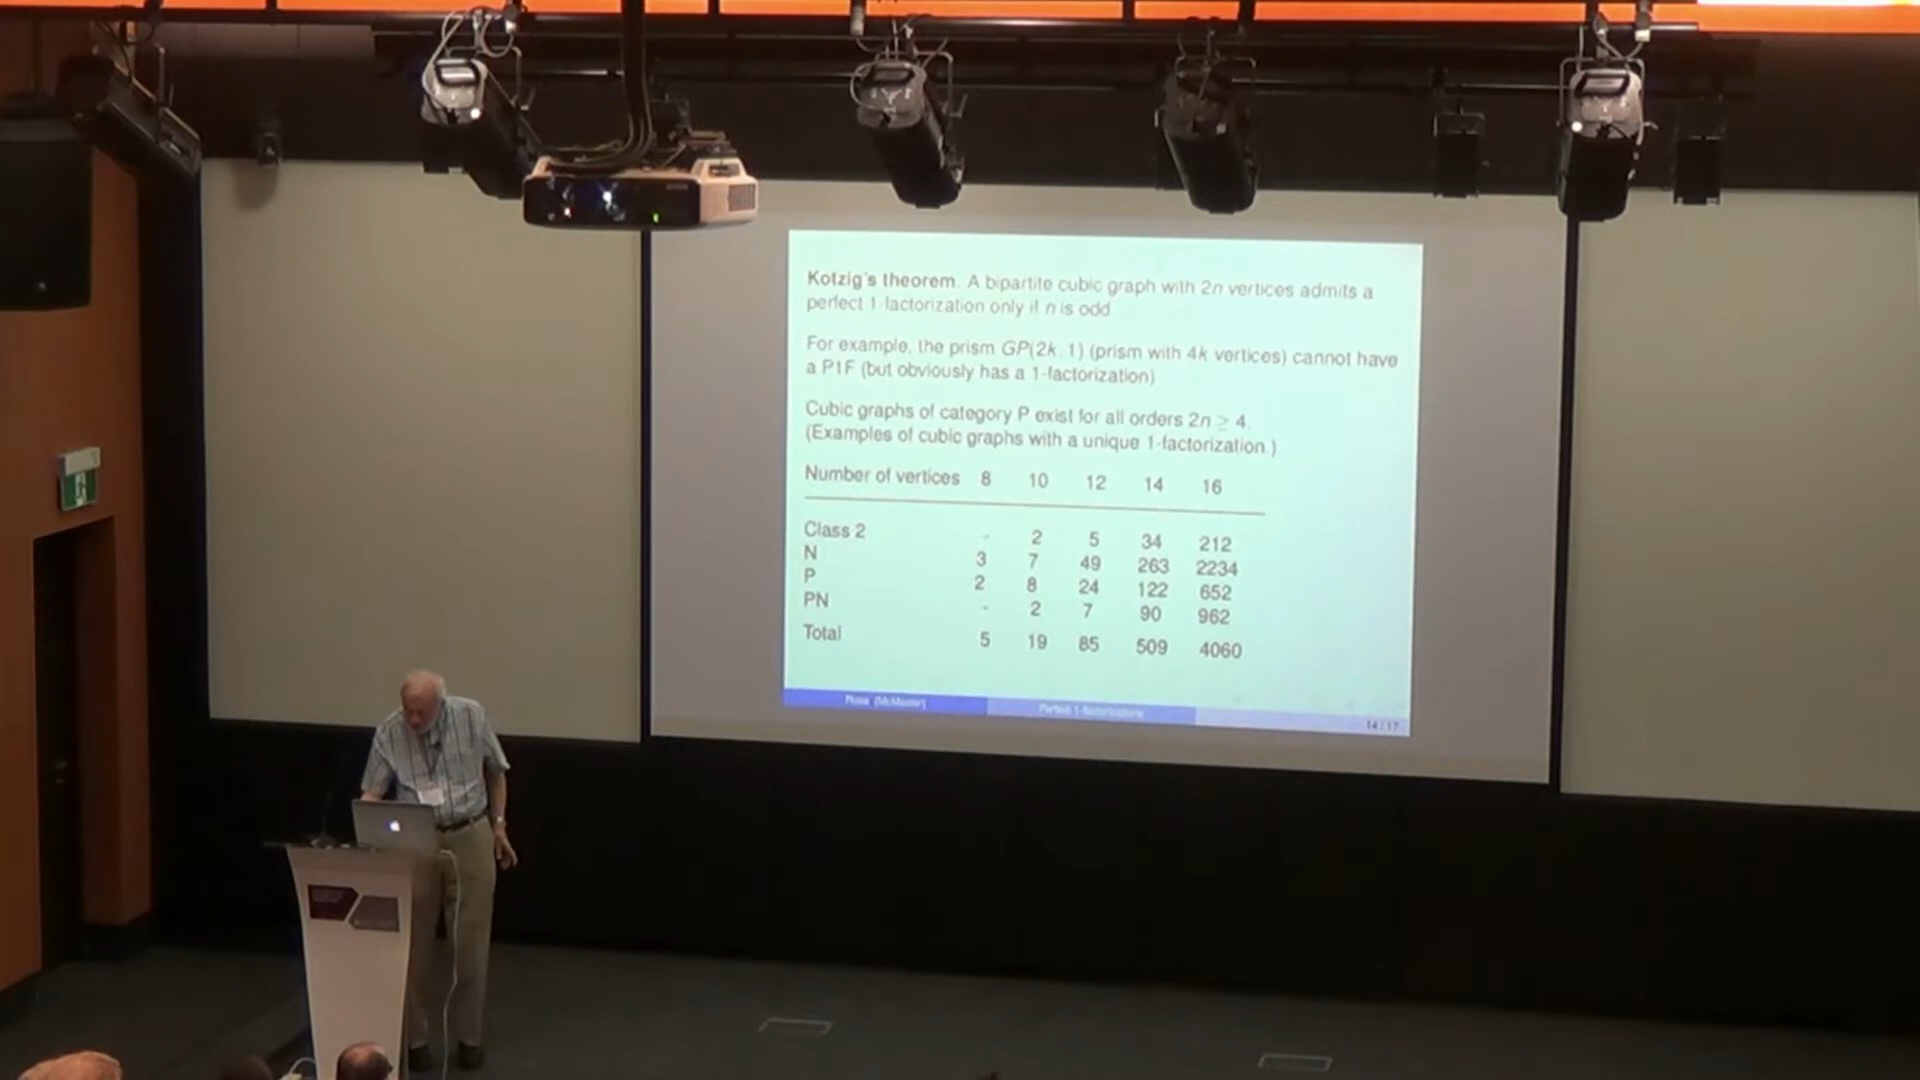 Kotzig's theorem. A bipartite cubic graph with 2n vertices admits a
perfect 1-factorization only if n is odd
For example, the prism GP(2k, 1) (prism with 4k vertices) cannot have
a P1F (but obviously has a 1-factorization)
Cubic graphs of category P exist for all orders 2n ≥ 4.
(Examples of cubic graphs with a unique 1-factorization.)
Number of vertices 8 10 12 14 16
Class 2 - 2 5 34 212
N 3 7 49 263 2234
P 2 8 24 122 652
PN - 2 7 90 962
Total 5 19 85 509 4060
Rosa (McMaster) Perfect 1-factorizations 14 / 17